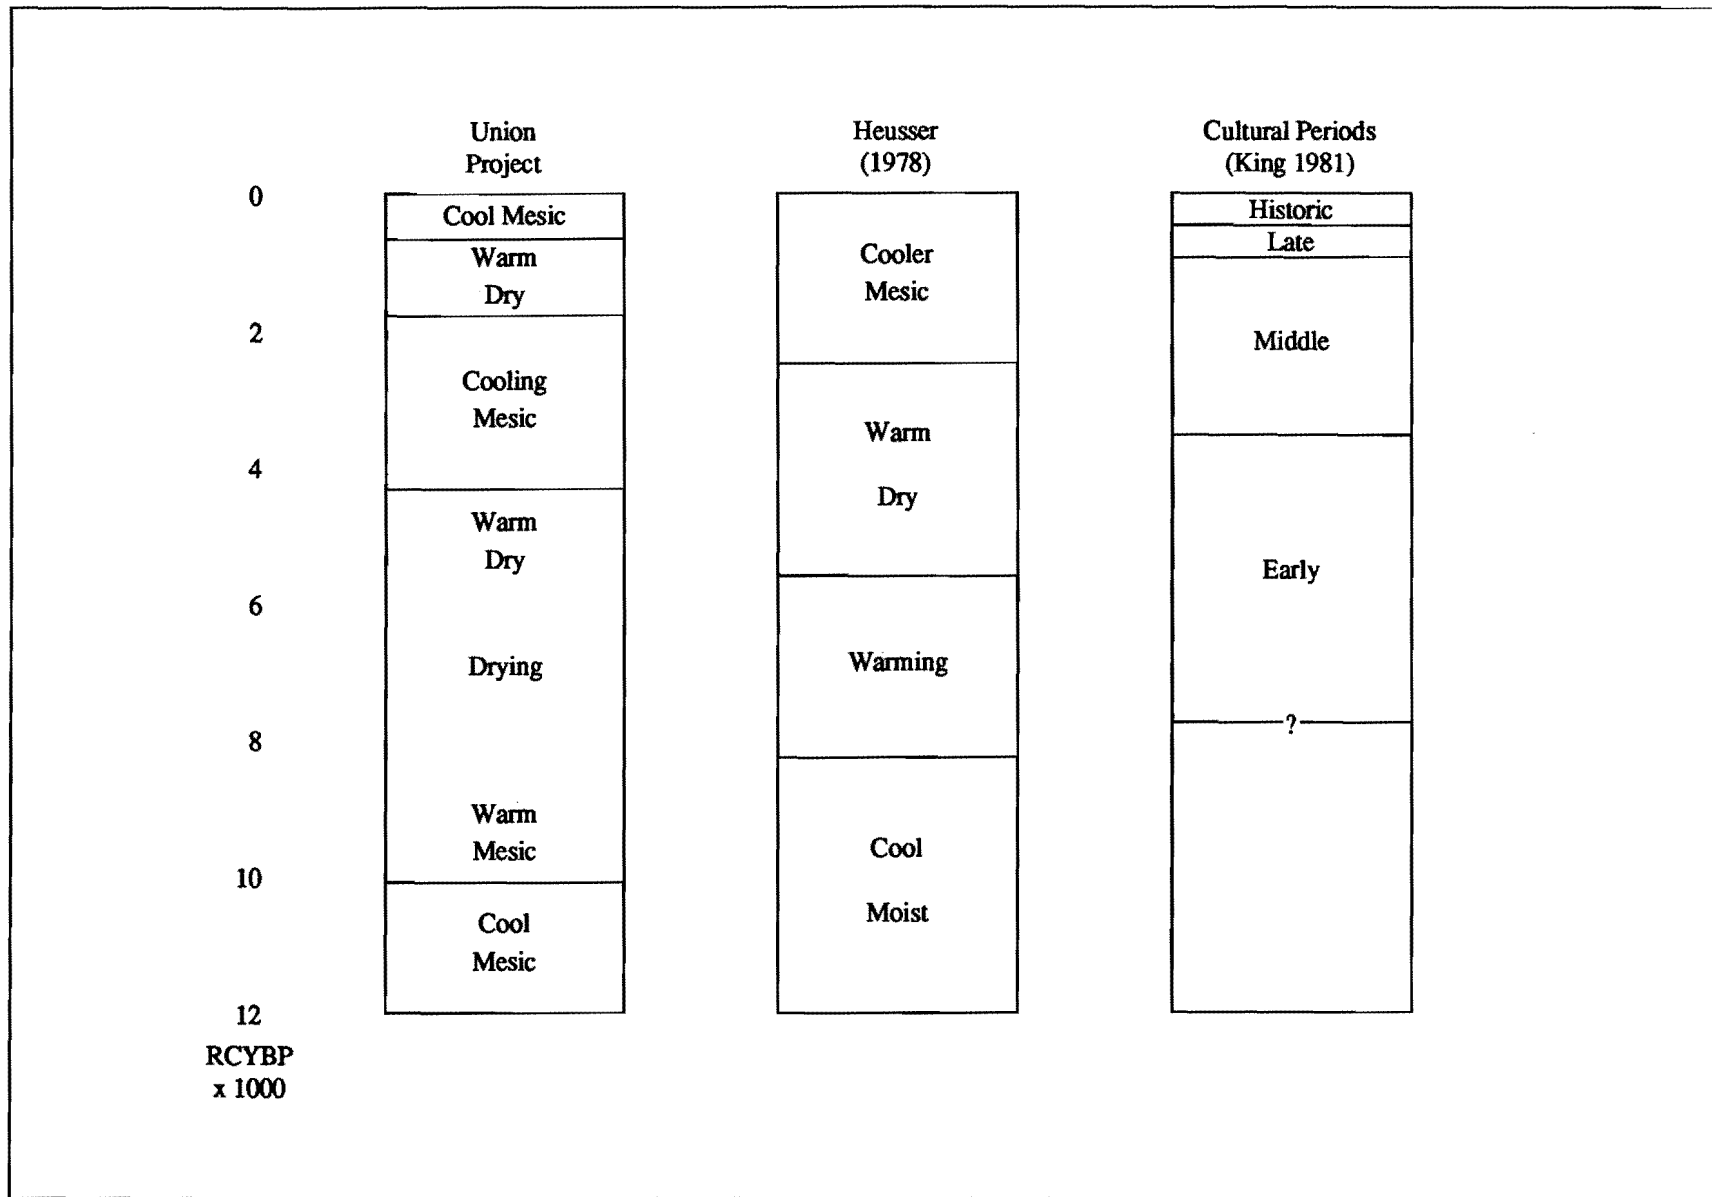 Union
Project
Heusser
(1978)
Cultural Periods
(King 1981)
0
2
4
6
8
10
12
RCYBP
x 1000
Cool Mesic
Warm
Dry
Cooling
Mesic
Warm
Dry
Drying
Warm
Mesic
Cool
Mesic
Cooler
Mesic
Warm
Dry
Warming
Cool
Moist
Historic
Late
Middle
Early
?